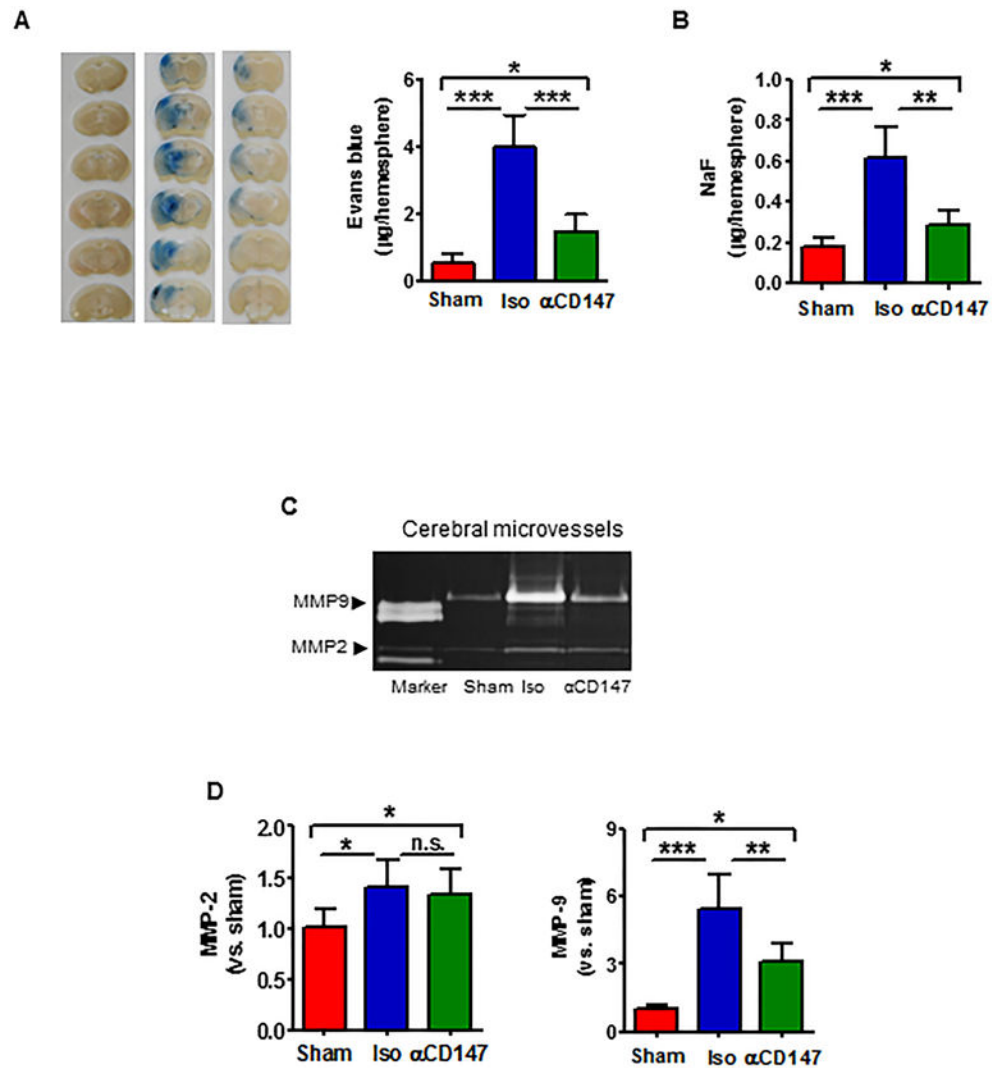 A
Evans blue
(µg/hemesphere)
6
4
2
0
*
*** ***
Sham Iso αCD147
B
NaF
(µg/hemesphere)
1.0
0.8
0.6
0.4
0.2
0.0
*
*** **
Sham Iso αCD147
C
Cerebral microvessels
MMP9
MMP2
Marker Sham Iso αCD147
D
MMP-2
(vs. sham)
2.0
1.5
1.0
0.5
0.0
*
* n.s.
Sham Iso αCD147
MMP-9
(vs. sham)
9
6
3
0
*
*** **
Sham Iso αCD147